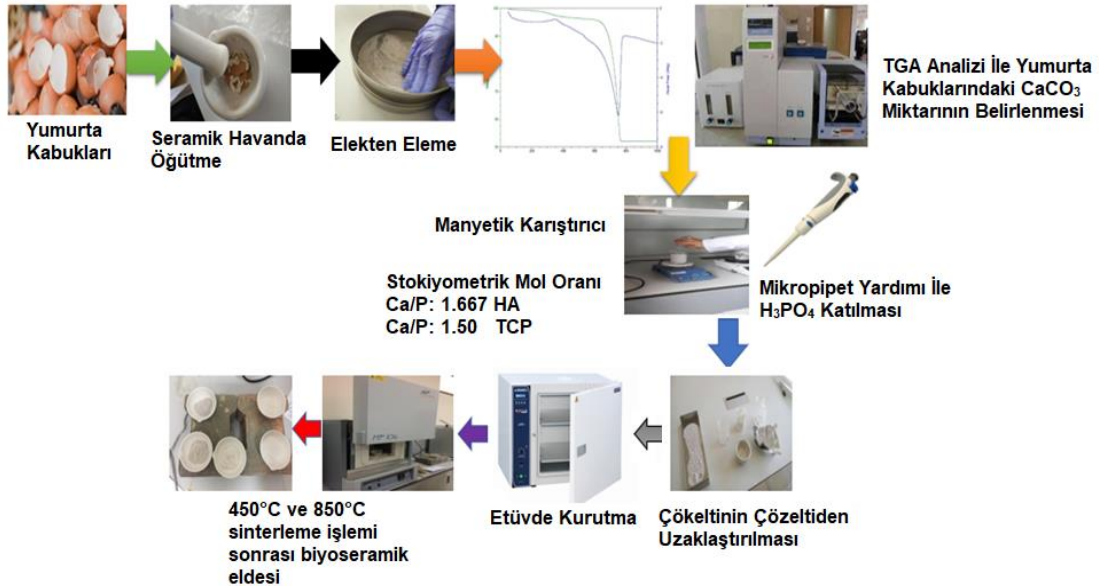 Yumurta
Kabukları
Seramik Havanda
Öğütme
Elekten Eleme
TGA Analizi İle Yumurta
Kabuklarındaki CaCO₃
Miktarının Belirlenmesi
Manyetik Karıştırıcı
Stokiyometrik Mol Oranı
Ca/P: 1.667 HA
Ca/P: 1.50 TCP
Mikropipet Yardımı İle
H₃PO₄ Katılması
Çökeltinin Çözeltiden
Uzaklaştırılması
Etüvde Kurutma
450°C ve 850°C
sinterleme işlemi
sonrası biyoseramik
eldesi